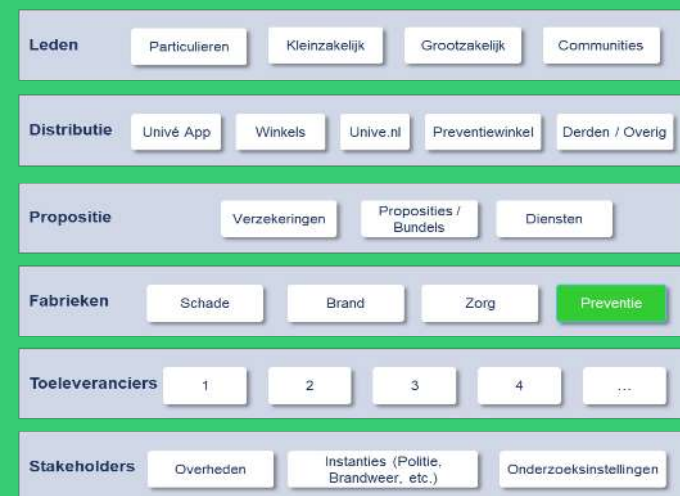 Leden Particulieren Kleinzakelijk Grootzakelijk Communities
Distributie Univé App Winkels Unive.nl Preventiewinkel Derden / Overig
Propositie Verzekeringen Proposities / Bundels Diensten
Fabrieken Schade Brand Zorg Preventie
Toeleveranciers 1 2 3 4 ...
Stakeholders Overheden Instanties (Politie, Brandweer, etc.) Onderzoeksinstellingen